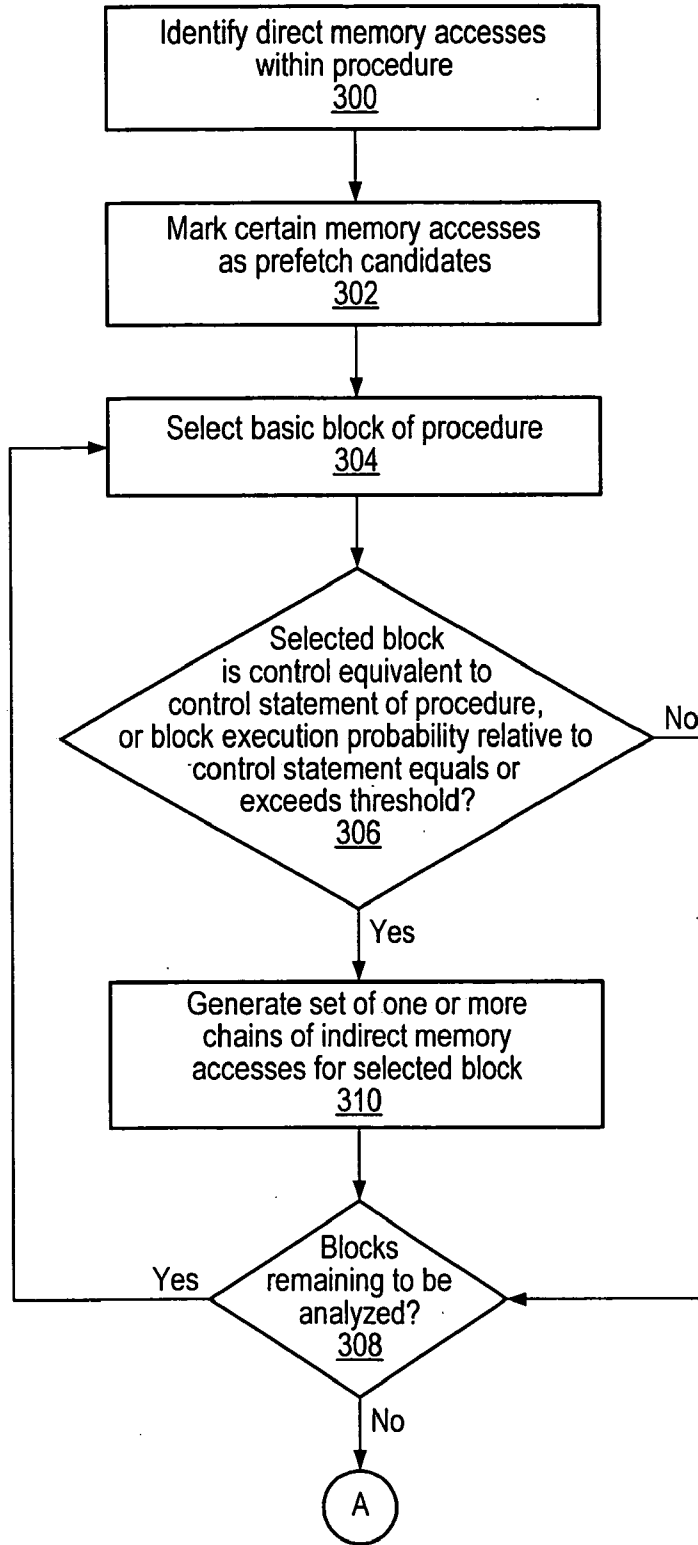 Identify direct memory accesses
within procedure
300
Mark certain memory accesses
as prefetch candidates
302
Select basic block of procedure
304
Selected block
is control equivalent to
control statement of procedure,
or block execution probability relative to
control statement equals or
exceeds threshold?
306
No
Yes
Generate set of one or more
chains of indirect memory
accesses for selected block
310
Yes
Blocks
remaining to be
analyzed?
308
No
A